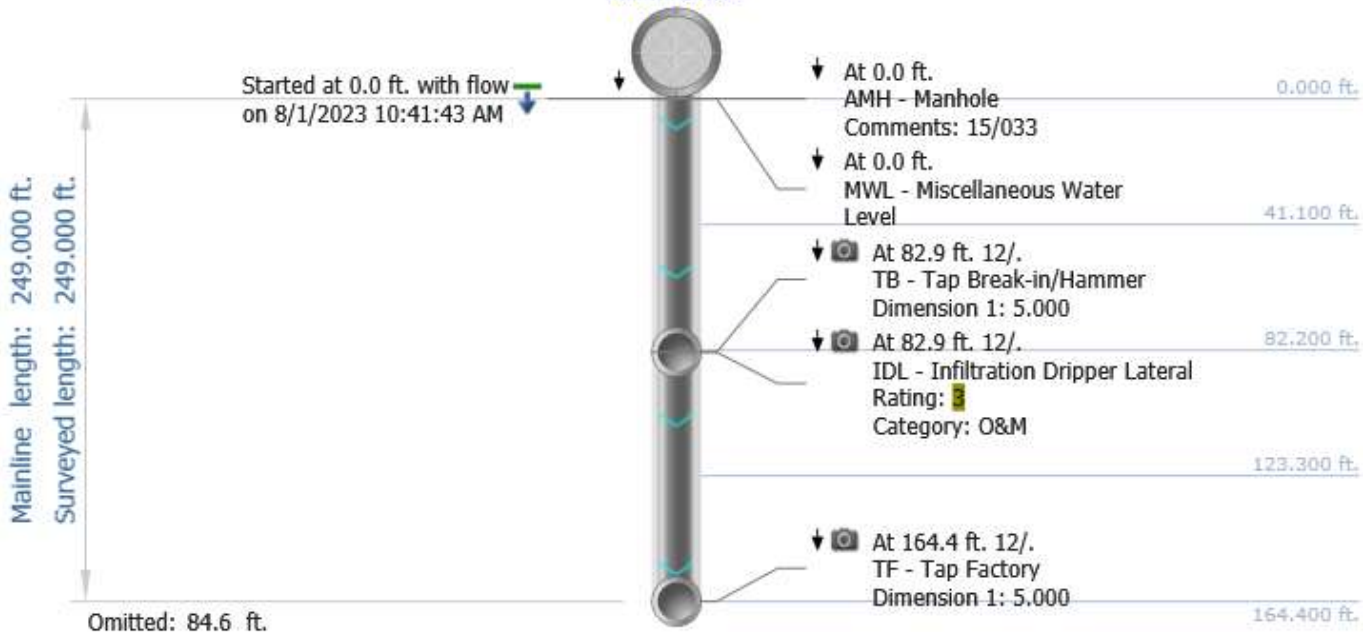 Started at 0.0 ft. with flow
on 8/1/2023 10:41:43 AM
Mainline length: 249.000 ft.
Surveyed length: 249.000 ft.
At 0.0 ft.
AMH - Manhole
Comments: 15/033
0.000 ft.
At 0.0 ft.
MWL - Miscellaneous Water
Level
41.100 ft.
At 82.9 ft. 12/.
TB - Tap Break-in/Hammer
Dimension 1: 5.000
At 82.9 ft. 12/.
82.200 ft.
IDL - Infiltration Dripper Lateral
Rating: 3
Category: O&M
123.300 ft.
At 164.4 ft. 12/.
TF - Tap Factory
Dimension 1: 5.000
164.400 ft.
Omitted: 84.6 ft.